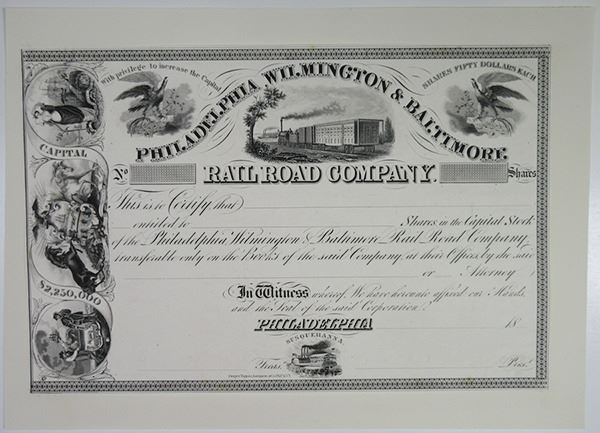 With privilege to increase the Capital
SHARES FIFTY DOLLARS EACH
PHILADELPHIA WILMINGTON & BALTIMORE
No RAIL ROAD COMPANY. Shares
CAPITAL
$2,250,000
This is to Certify that
entitled to Shares in the Capital Stock
of the Philadelphia Wilmington & Baltimore Rail Road Company
transferable only on the Books of the said Company, at their Office, by the said
or Attorney
In Witness whereof, We have hereunto affixed our Hands,
and the Seal of the said Corporation.
PHILADELPHIA 18
SUSQUEHANNA
Treasr. Prest.